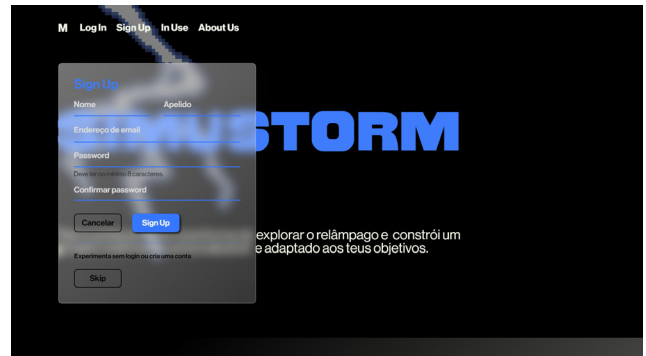 M Log In Sign Up In Use About Us
Sign Up
Nome Apelido
STORM
Endereço de email
Password
Deve ter no mínimo 8 caracteres.
Confirmar password
Cancelar Sign Up
explorar o relâmpago e constrói um
e adaptado aos teus objetivos.
Experimenta sem login ou cria uma conta
Skip